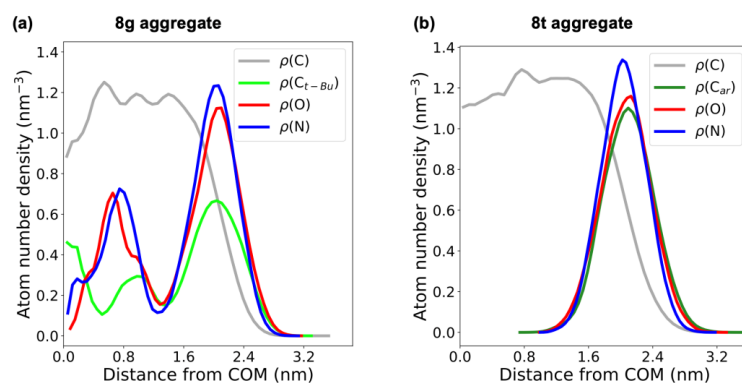 (a) 8g aggregate
1.4
1.2
1.0
0.8
0.6
0.4
0.2
0.0
Atom number density (nm⁻³)
ρ(C)
ρ(C_{t−Bu})
ρ(O)
ρ(N)
0.0 0.8 1.6 2.4 3.2
Distance from COM (nm)
(b) 8t aggregate
1.4
1.2
1.0
0.8
0.6
0.4
0.2
0.0
Atom number density (nm⁻³)
ρ(C)
ρ(C_{ar})
ρ(O)
ρ(N)
0.0 0.8 1.6 2.4 3.2
Distance from COM (nm)